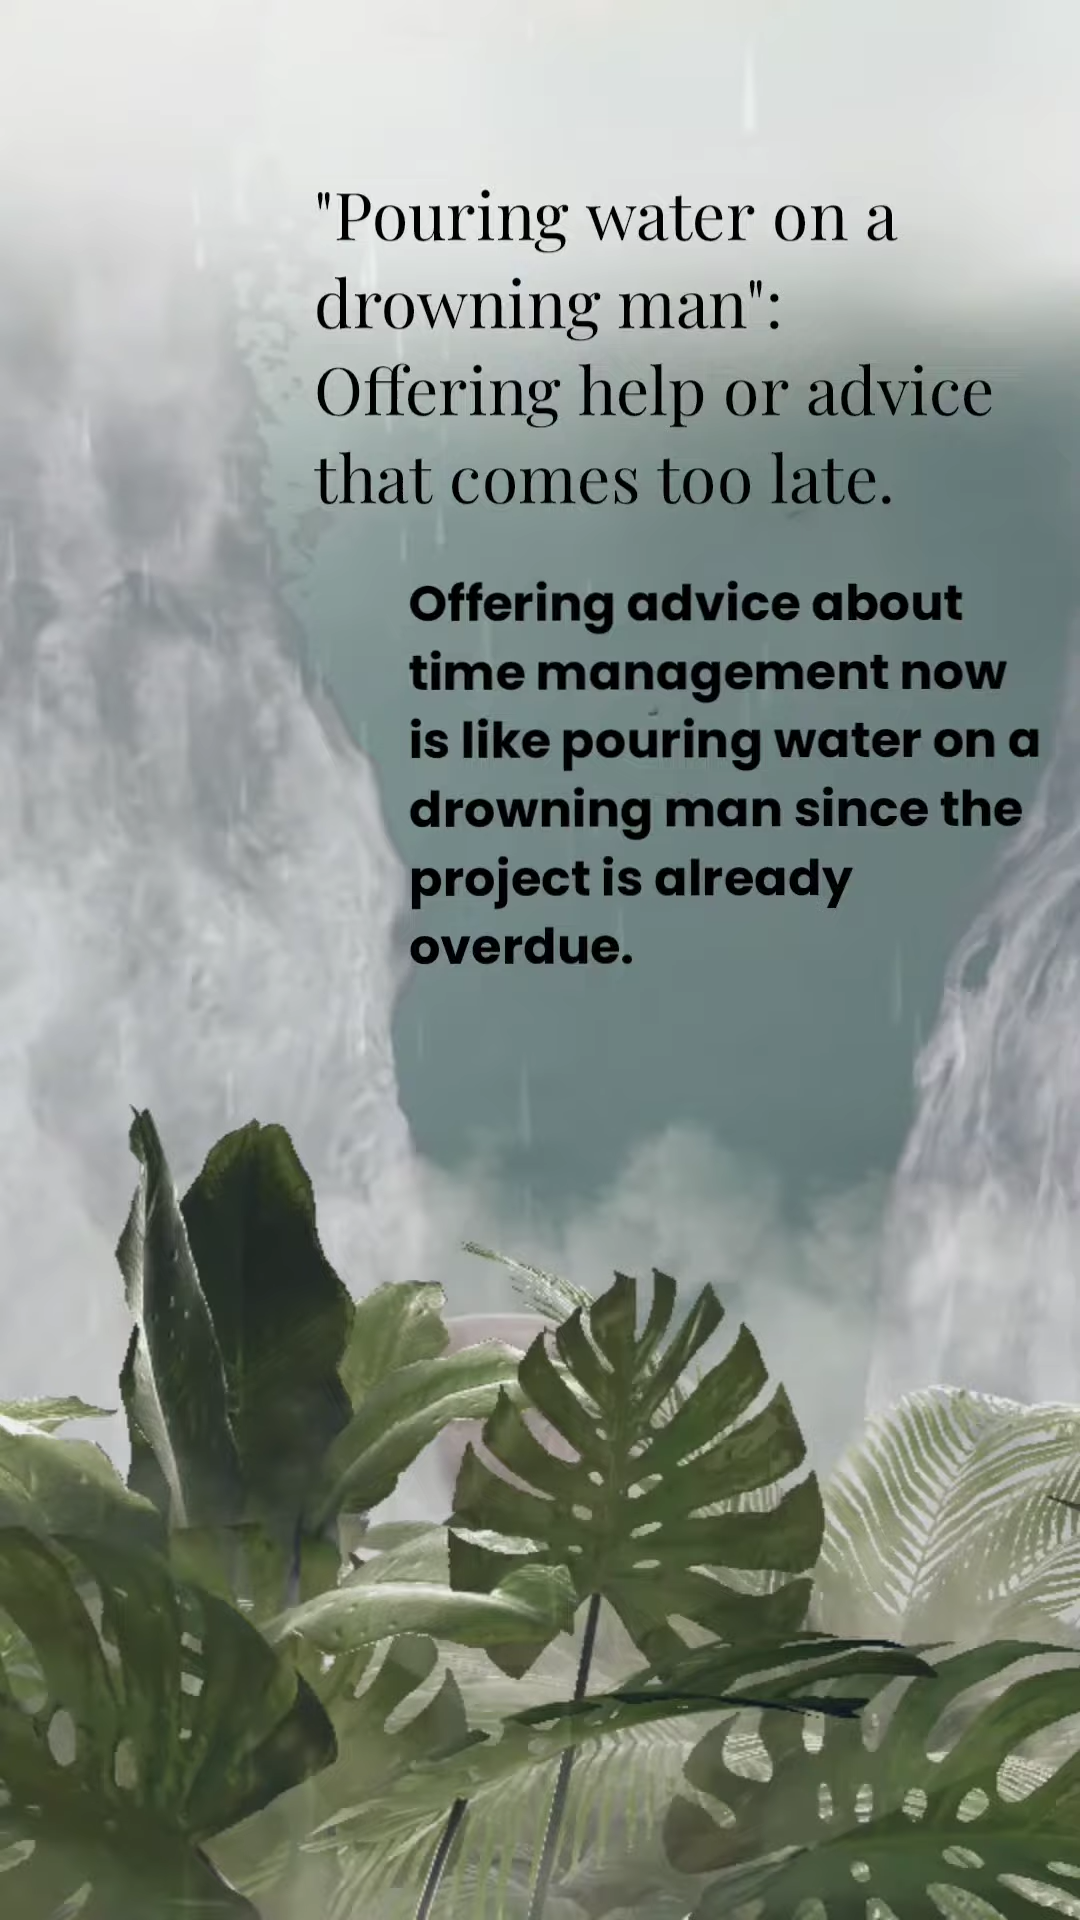 "Pouring water on a
drowning man":
Offering help or advice
that comes too late.
Offering advice about
time management now
is like pouring water on a
drowning man since the
project is already
overdue.